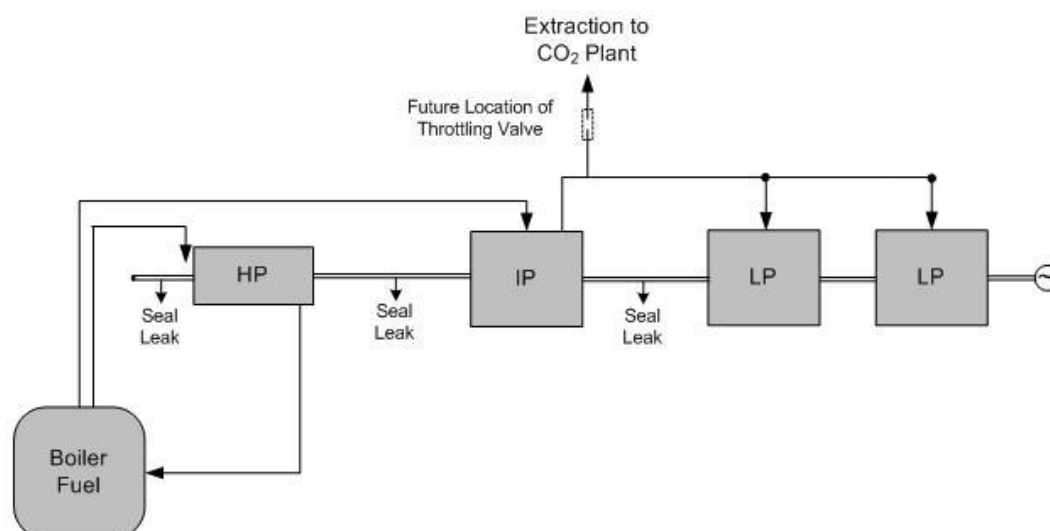 Extraction to
CO₂ Plant
Future Location of
Throttling Valve
HP
IP
LP
LP
Seal
Leak
Seal
Leak
Seal
Leak
Boiler
Fuel